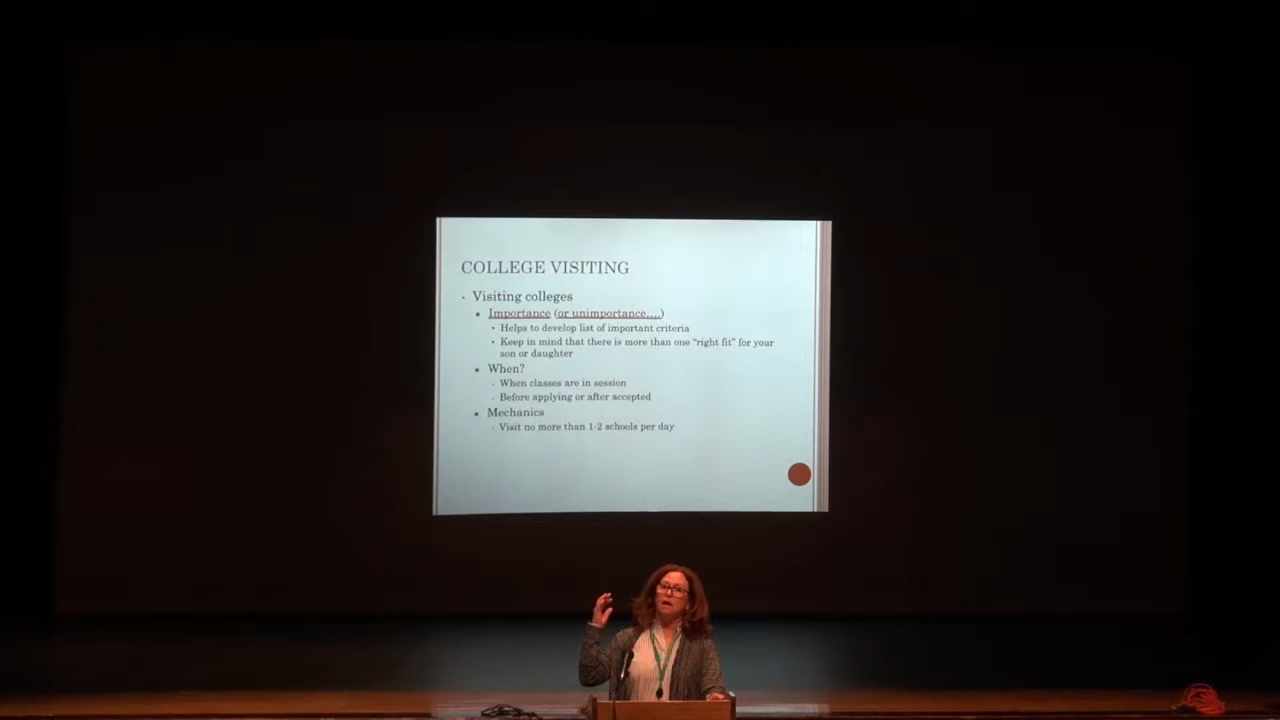 COLLEGE VISITING
Visiting colleges
Importance (or unimportance....)
Helps to develop list of important criteria
Keep in mind that there is more than one "right fit" for your
son or daughter
When?
When classes are in session
Before applying or after accepted
Mechanics
Visit no more than 1-2 schools per day